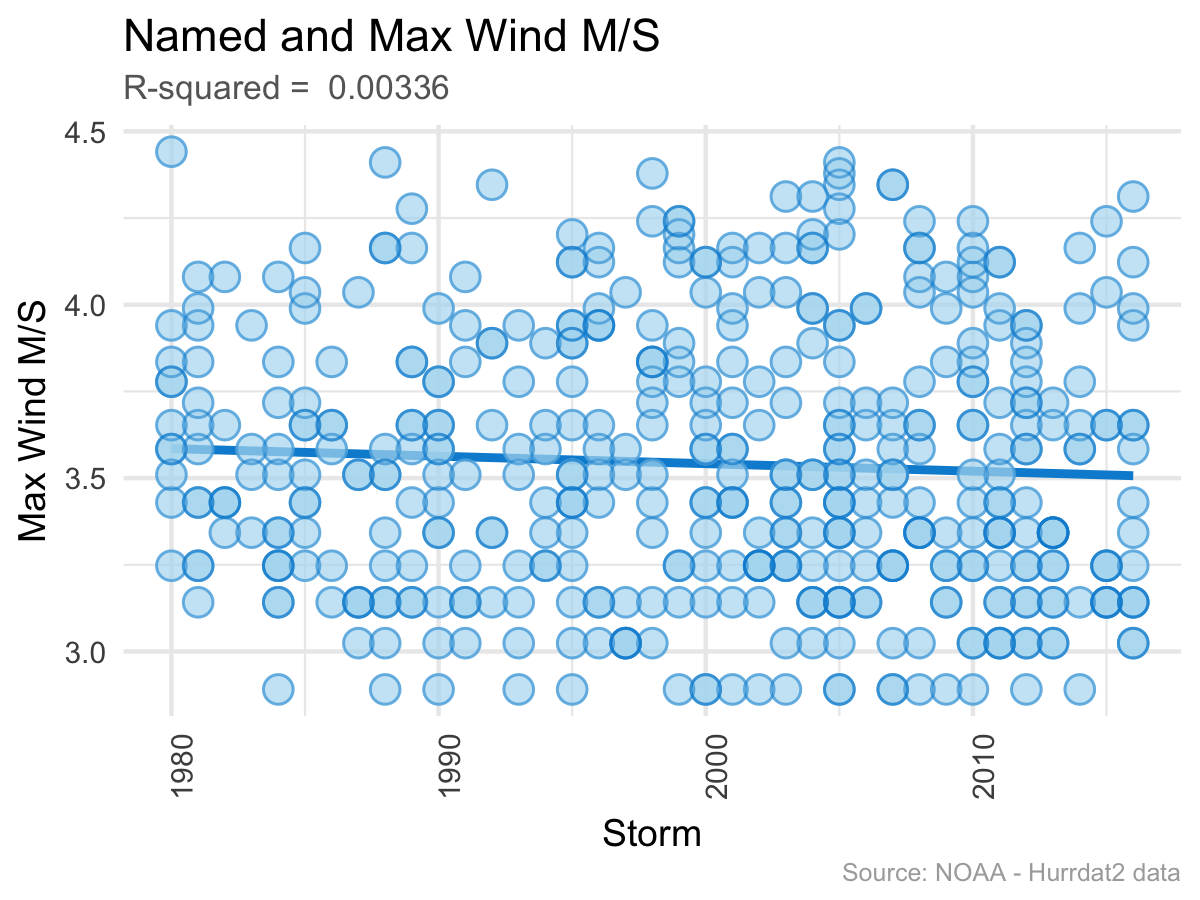 Named and Max Wind M/S
R-squared =  0.00336
4.5
4.0
3.5
3.0
Max Wind M/S
1980
1990
2000
2010
Storm
Source: NOAA - Hurrdat2 data